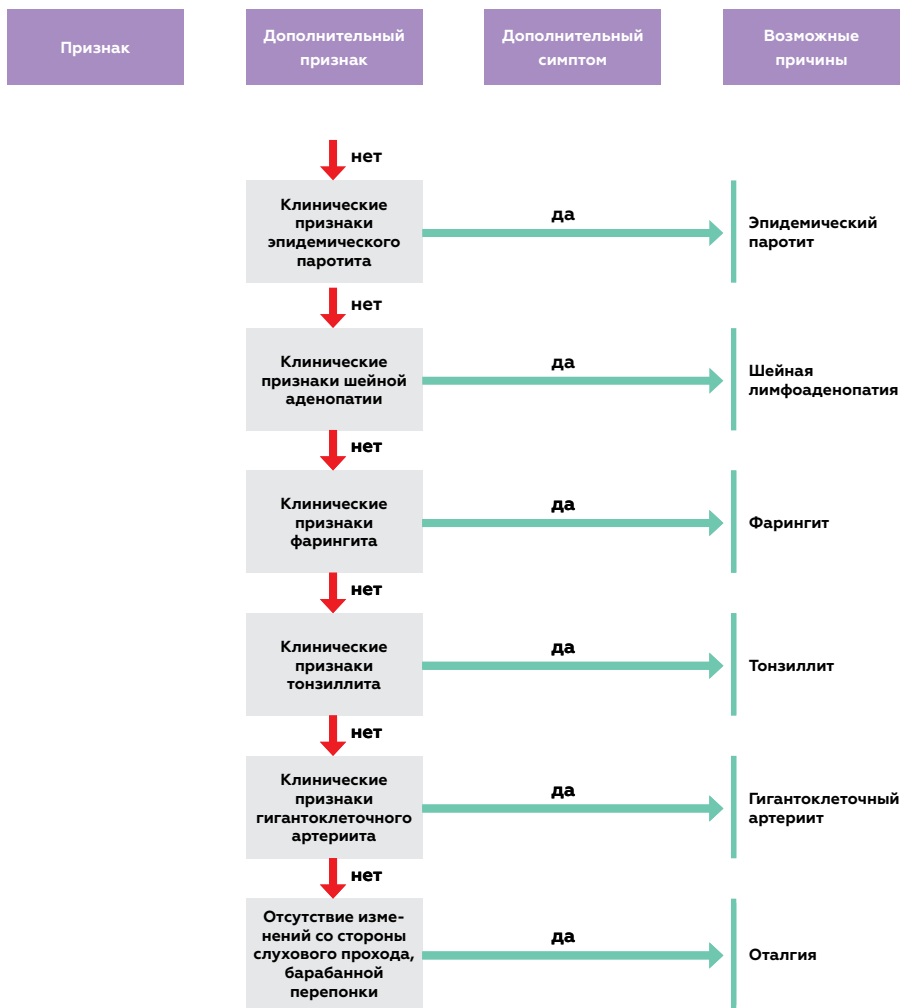 Признак
Дополнительный
признак
Дополнительный
симптом
Возможные
причины
нет
Клинические
признаки
эпидемического
паротита
да
Эпидемический
паротит
нет
Клинические
признаки шейной
аденопатии
да
Шейная
лимфоаденопатия
нет
Клинические
признаки
фарингита
да
Фарингит
нет
Клинические
признаки
тонзиллита
да
Тонзиллит
нет
Клинические
признаки
гигантоклеточного
артериита
да
Гигантоклеточный
артериит
нет
Отсутствие изме-
нений со стороны
слухового прохода,
барабанной
перепонки
да
Оталгия